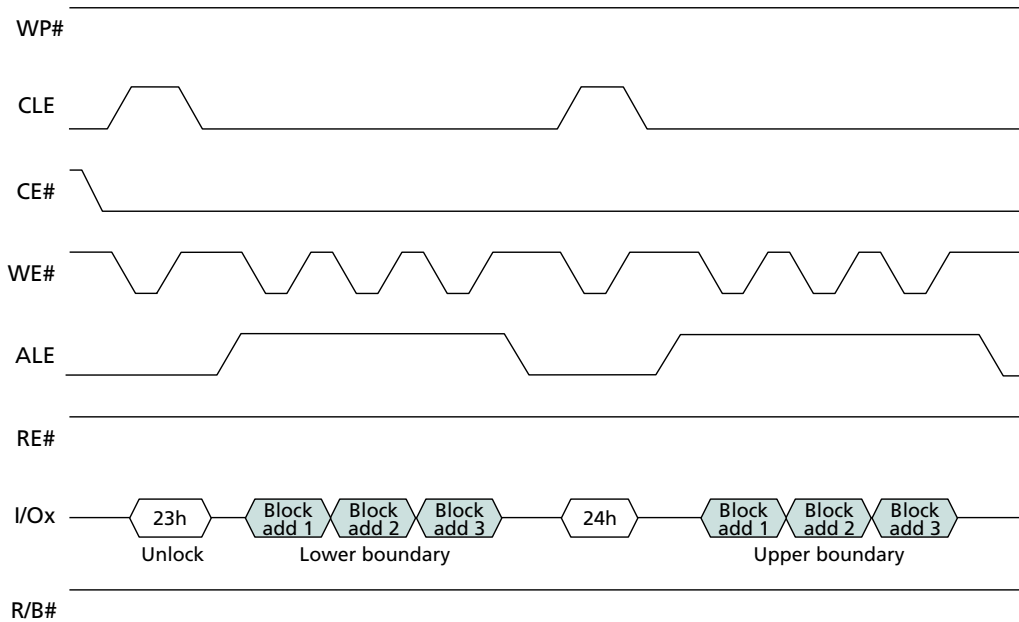 WP#
CLE
CE#
WE#
ALE
RE#
I/Ox
23h
Block add 1
Block add 2
Block add 3
24h
Block add 1
Block add 2
Block add 3
Unlock
Lower boundary
Upper boundary
R/B#